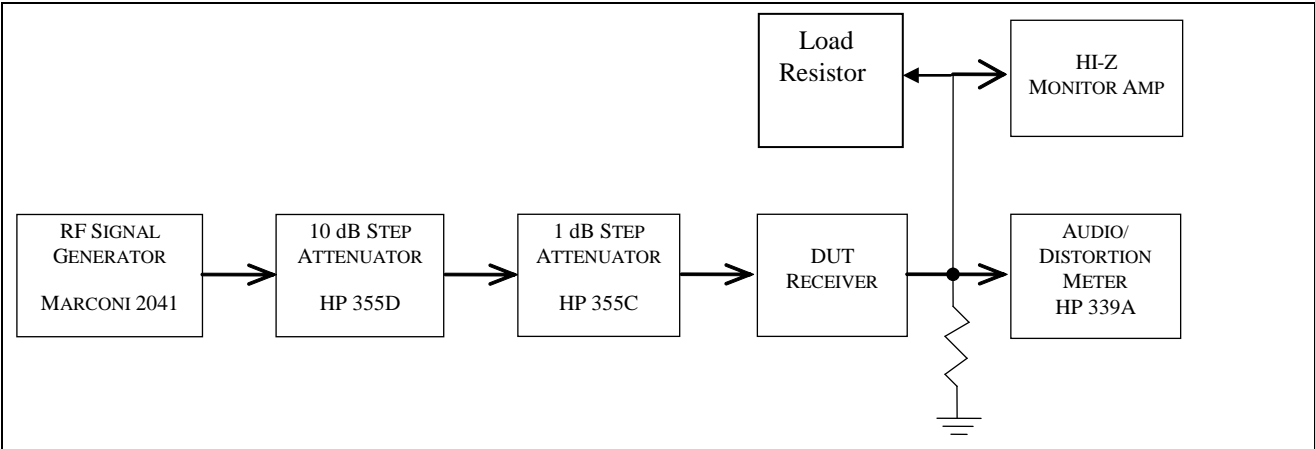 Load
Resistor
HI-Z
MONITOR AMP
RF SIGNAL
GENERATOR
MARCONI 2041
10 dB STEP
ATTENUATOR
HP 355D
1 dB STEP
ATTENUATOR
HP 355C
DUT
RECEIVER
AUDIO/
DISTORTION
METER
HP 339A